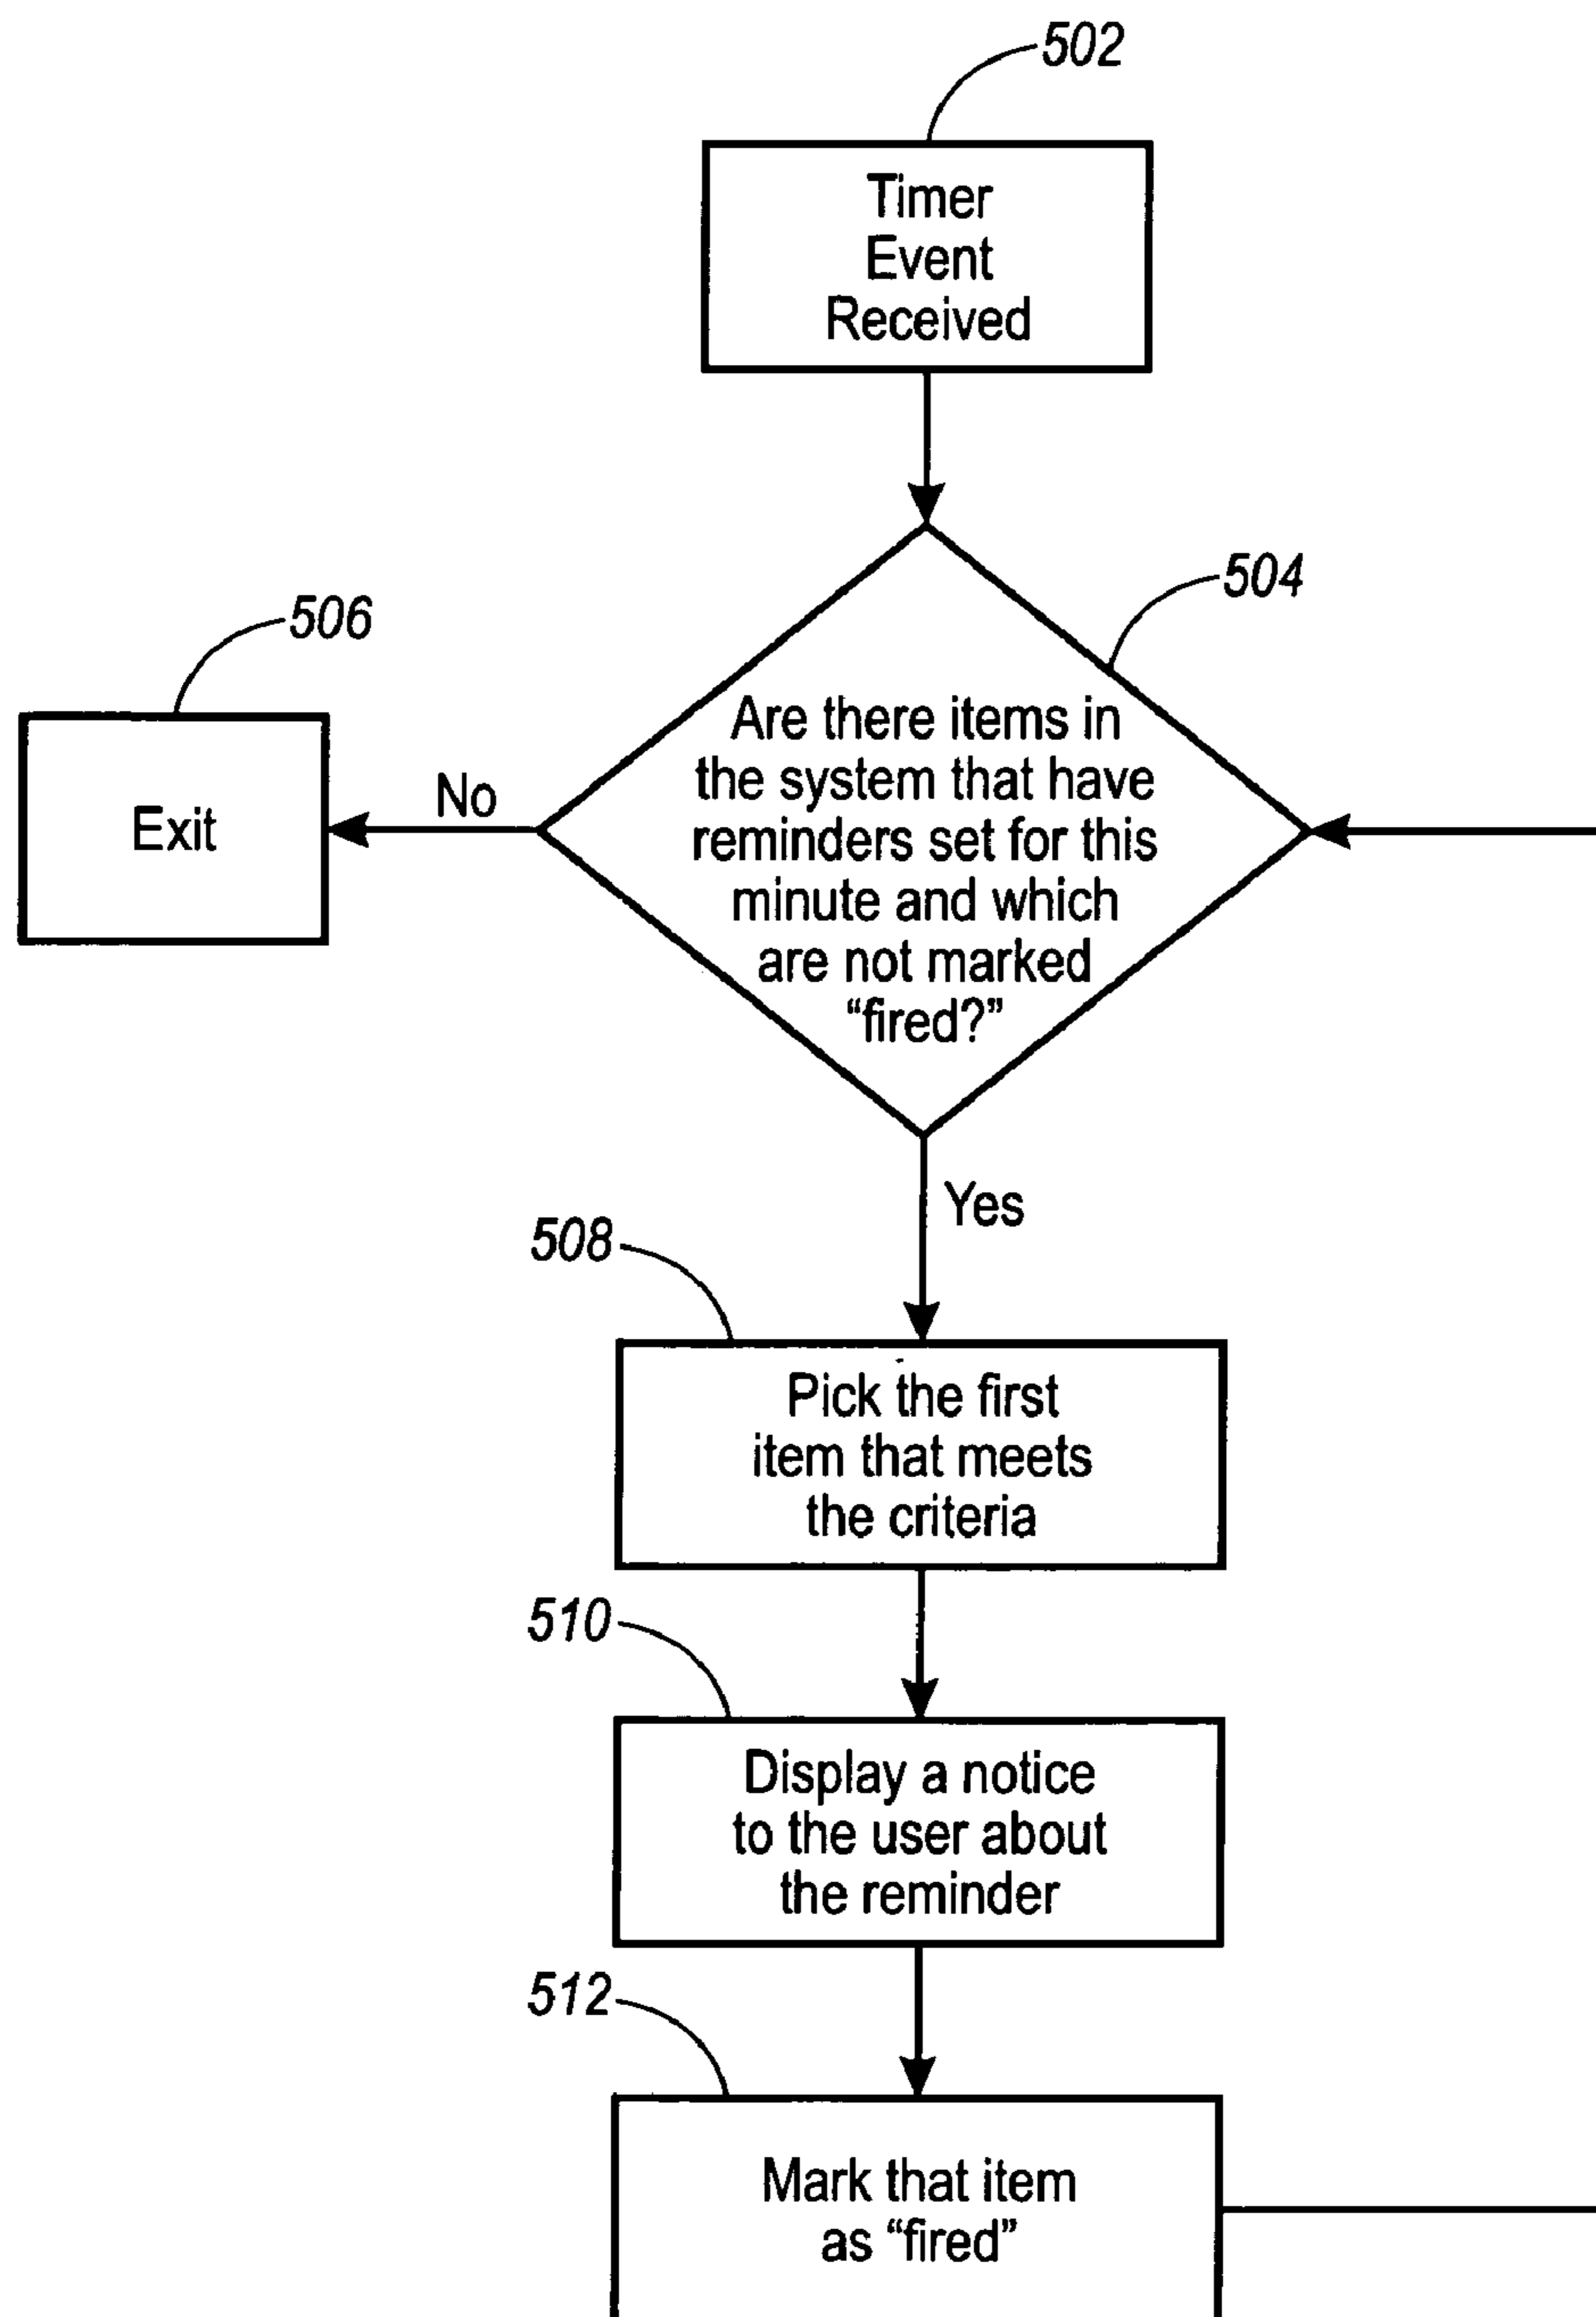 502
Timer
Event
Received
504
506
Are there items in
the system that have
reminders set for this
minute and which
are not marked
“fired?”
No
Exit
Yes
508
Pick the first
item that meets
the criteria
510
Display a notice
to the user about
the reminder
512
Mark that item
as “fired”